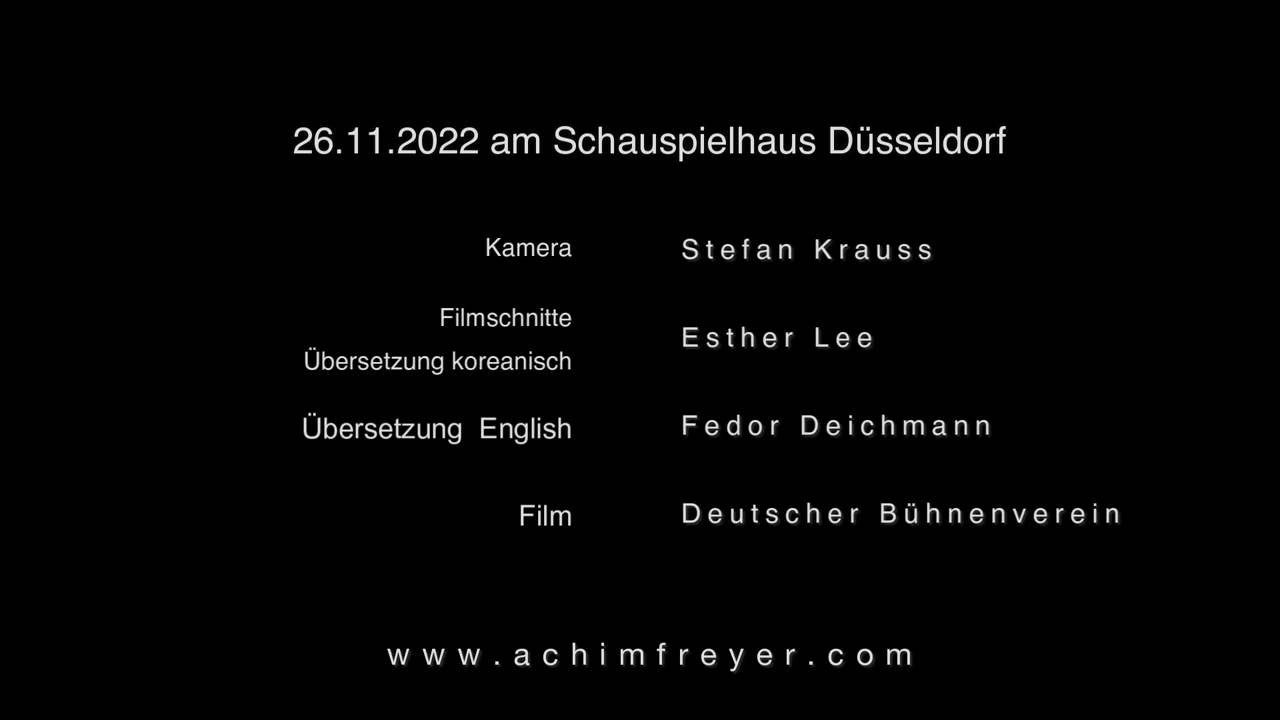 26.11.2022 am Schauspielhaus Düsseldorf
Kamera Stefan Krauss
Filmschnitte
Esther Lee
Übersetzung koreanisch
Übersetzung English Fedor Deichmann
Film Deutscher Bühnenverein
www.achimfreyer.com